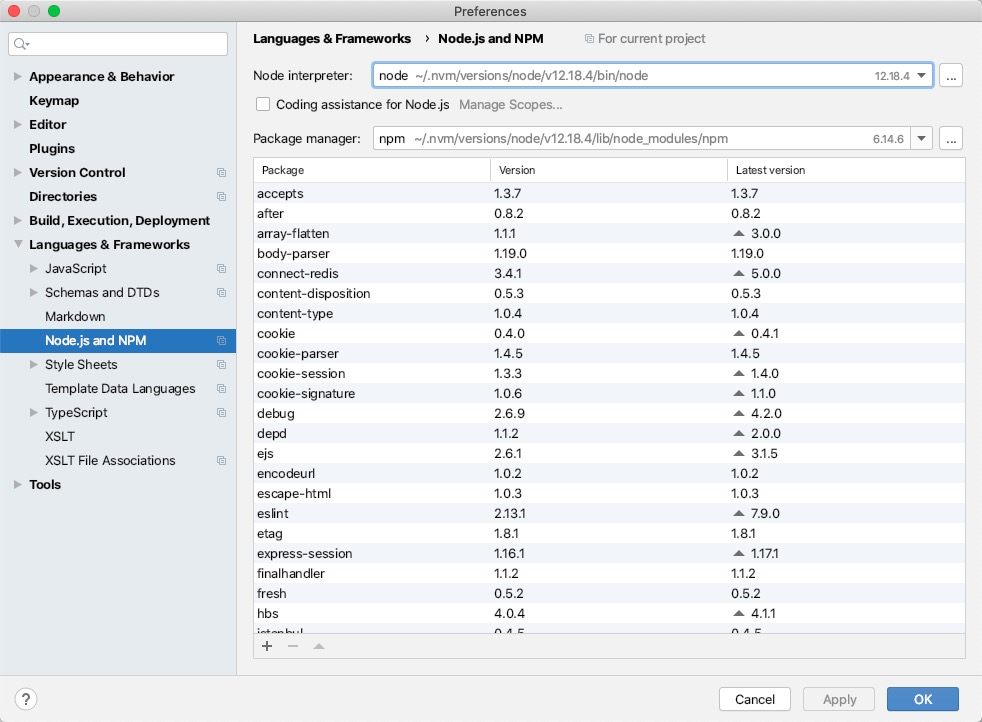 Preferences
Languages & Frameworks › Node.js and NPM For current project
Appearance & Behavior
Keymap
Editor
Plugins
Version Control
Directories
Build, Execution, Deployment
Languages & Frameworks
JavaScript
Schemas and DTDs
Markdown
Node.js and NPM
Style Sheets
Template Data Languages
TypeScript
XSLT
XSLT File Associations
Tools
Node interpreter: node ~/.nvm/versions/node/v12.18.4/bin/node 12.18.4 ...
Coding assistance for Node.js Manage Scopes...
Package manager: npm ~/.nvm/versions/node/v12.18.4/lib/node_modules/npm 6.14.6 ...
Package Version Latest version
accepts 1.3.7 1.3.7
after 0.8.2 0.8.2
array-flatten 1.1.1 3.0.0
body-parser 1.19.0 1.19.0
connect-redis 3.4.1 5.0.0
content-disposition 0.5.3 0.5.3
content-type 1.0.4 1.0.4
cookie 0.4.0 0.4.1
cookie-parser 1.4.5 1.4.5
cookie-session 1.3.3 1.4.0
cookie-signature 1.0.6 1.1.0
debug 2.6.9 4.2.0
depd 1.1.2 2.0.0
ejs 2.6.1 3.1.5
encodeurl 1.0.2 1.0.2
escape-html 1.0.3 1.0.3
eslint 2.13.1 7.9.0
etag 1.8.1 1.8.1
express-session 1.16.1 1.17.1
finalhandler 1.1.2 1.1.2
fresh 0.5.2 0.5.2
hbs 4.0.4 4.1.1
istanbul 0.4.5 0.4.5
? Cancel Apply OK